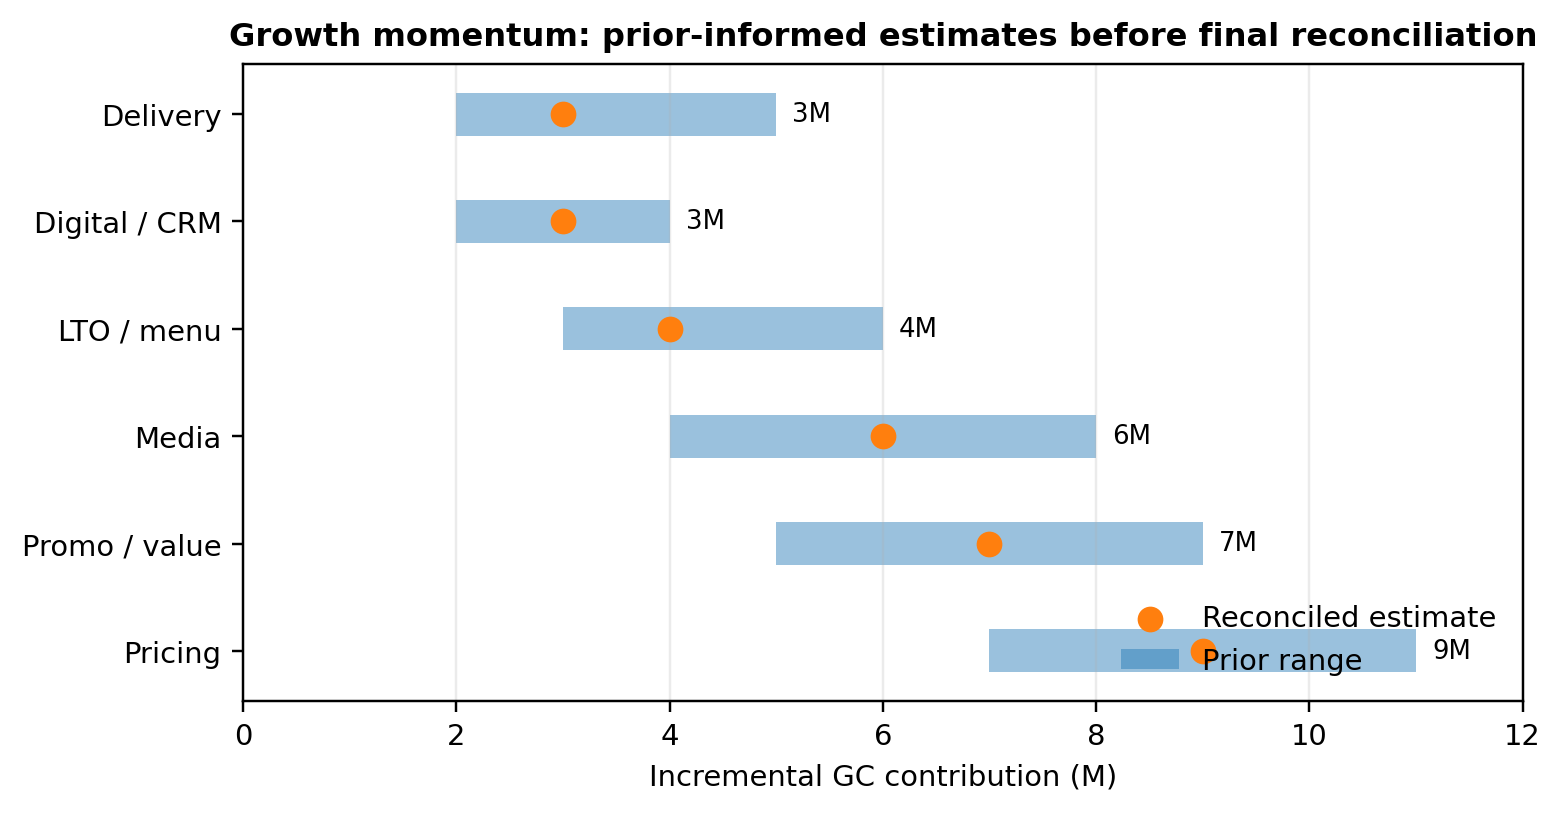 Growth momentum: prior-informed estimates before final reconciliation
Delivery
3M
Digital / CRM
3M
LTO / menu
4M
Media
6M
Promo / value
7M
Reconciled estimate
Pricing
9M
Prior range
0 2 4 6 8 10 12
Incremental GC contribution (M)